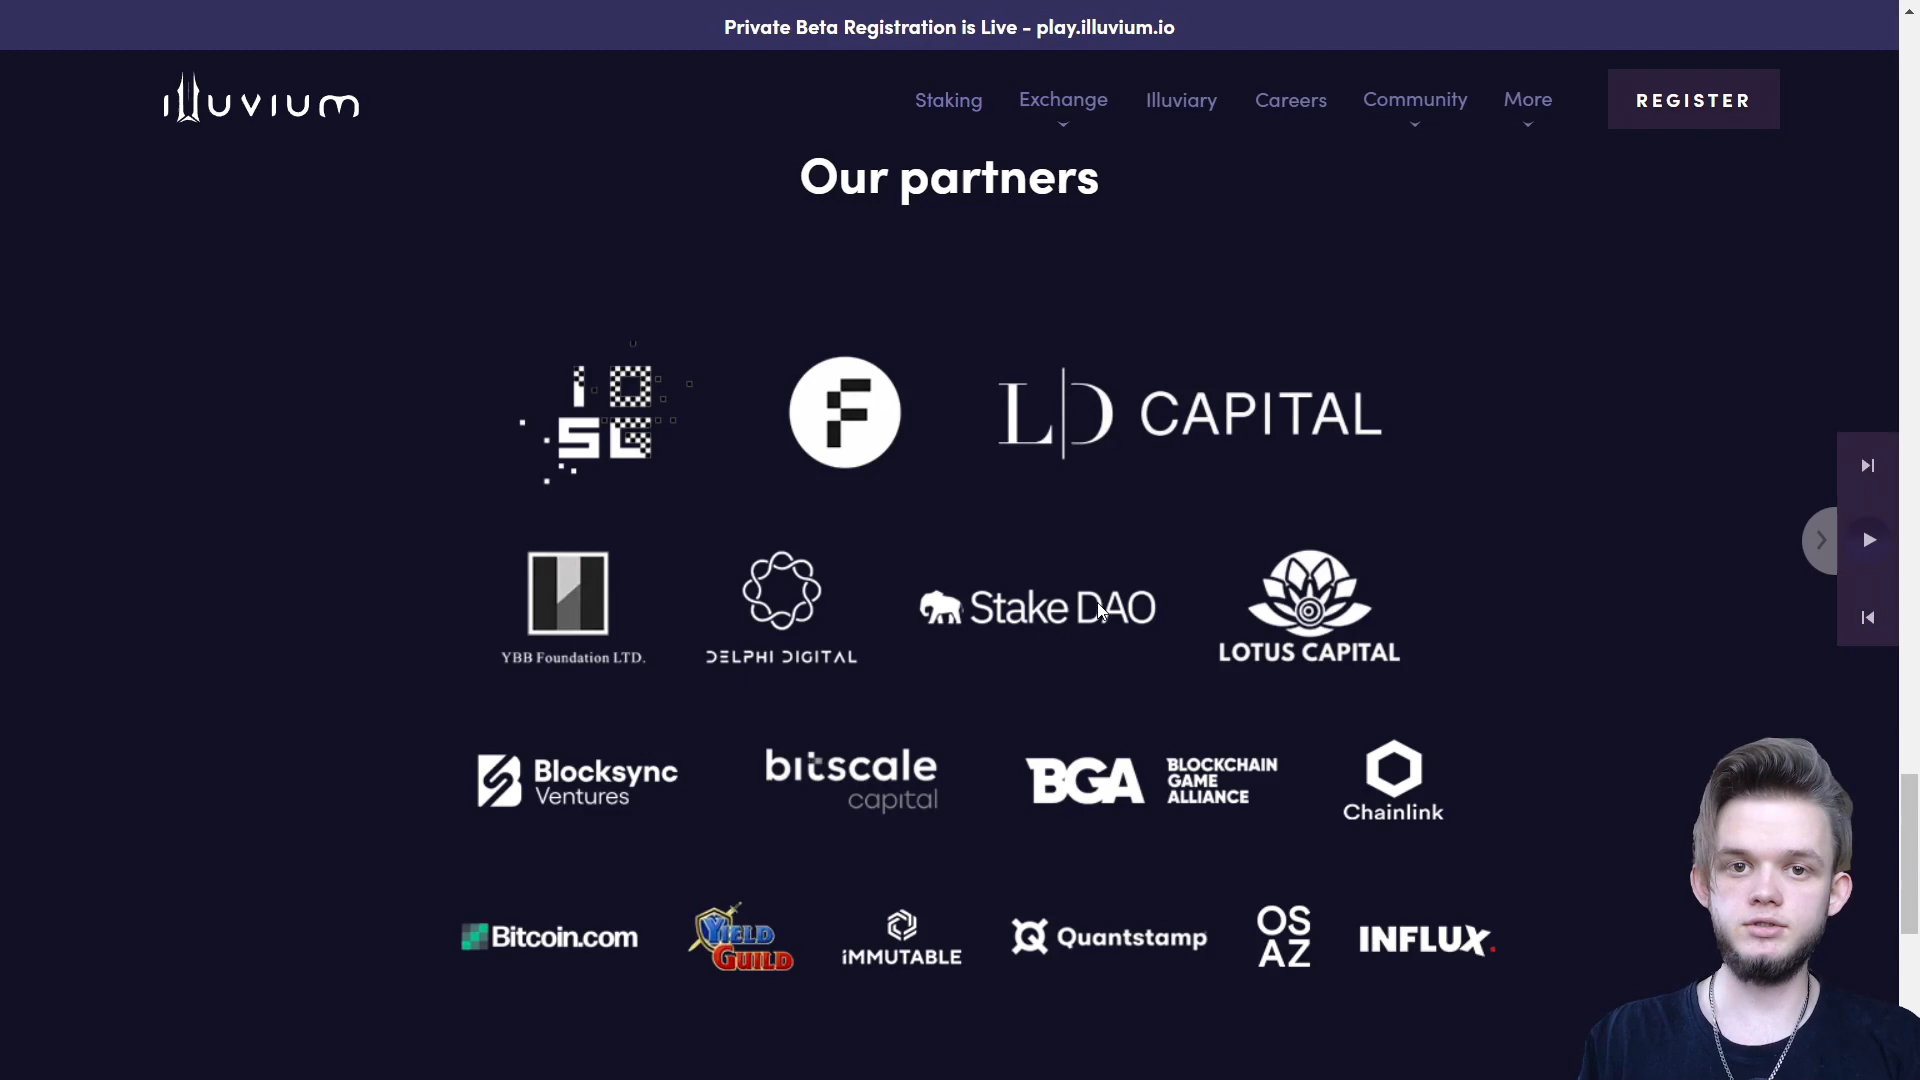 Private Beta Registration is Live - play.illuvium.io
illuvium
Staking Exchange Illuviary Careers Community More REGISTER
Our partners
IO
SG
F
LD CAPITAL
YBB Foundation LTD.
DELPHI DIGITAL
Stake DAO
LOTUS CAPITAL
Blocksync
Ventures
bitscale
capital
BGA
BLOCKCHAIN
GAME
ALLIANCE
Chainlink
Bitcoin.com
YIELD
GUILD
iMMUTABLE
Quantstamp
OS
AZ
INFLUX.